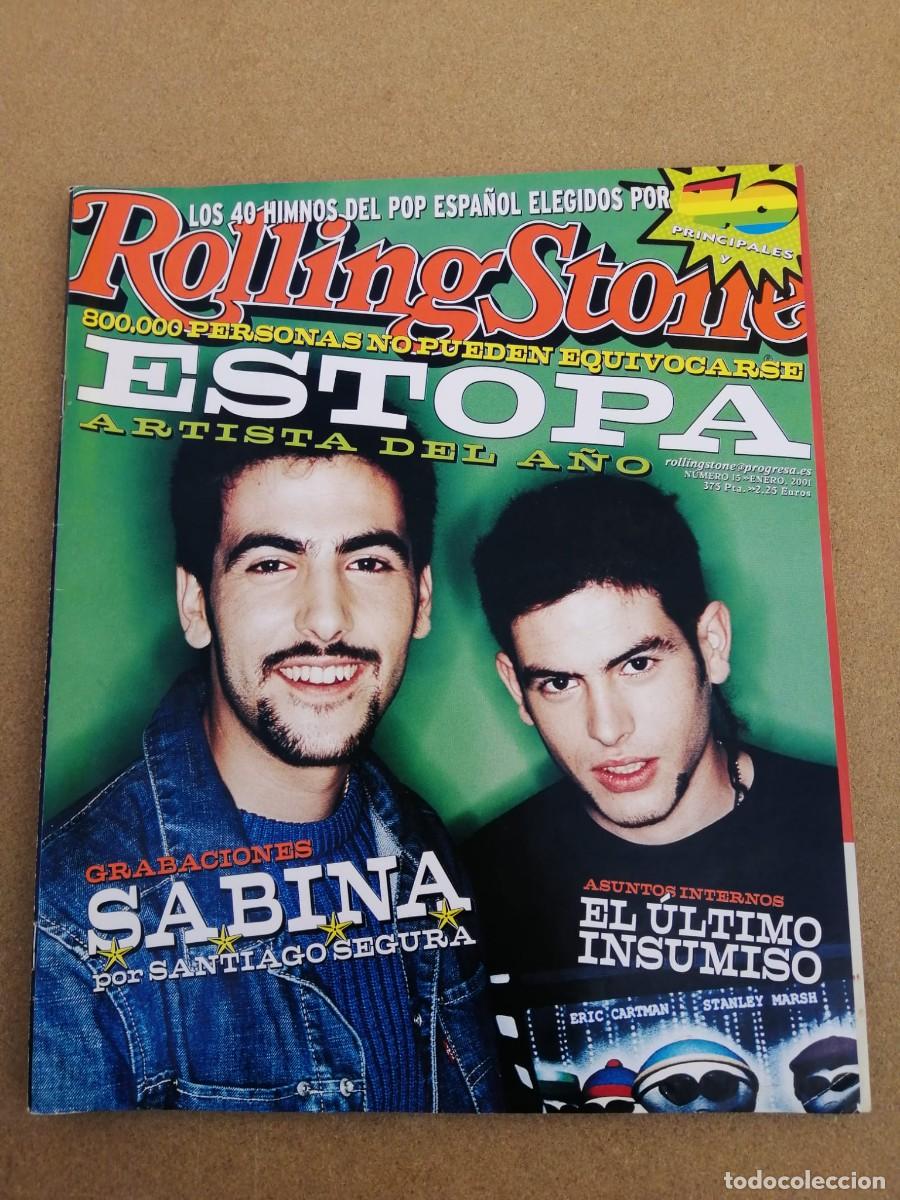 LOS 40 HIMNOS DEL POP ESPAÑOL ELEGIDOS POR
40
PRINCIPALES
y
Rolling Stone
800.000 PERSONAS NO PUEDEN EQUIVOCARSE
ESTOPA
ARTISTA DEL AÑO
rollingstone@progresa.es
NÚMERO 15 » ENERO, 2001
375 Pta. » 2.25 Euros
GRABACIONES
SABINA
por SANTIAGO SEGURA
ASUNTOS INTERNOS
EL ÚLTIMO
INSUMISO
ERIC CARTMAN STANLEY MARSH
todocoleccion